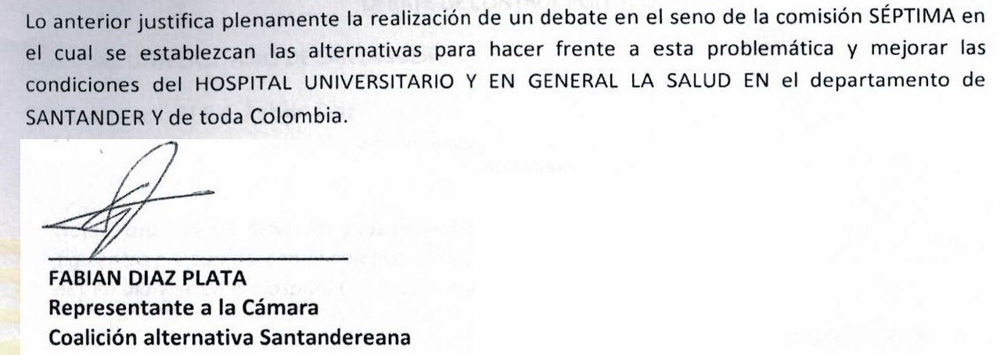 Lo anterior justifica plenamente la realización de un debate en el seno de la comisión SÉPTIMA en
el cual se establezcan las alternativas para hacer frente a esta problemática y mejorar las
condiciones del HOSPITAL UNIVERSITARIO Y EN GENERAL LA SALUD EN el departamento de
SANTANDER Y de toda Colombia.
FABIAN DIAZ PLATA
Representante a la Cámara
Coalición alternativa Santandereana